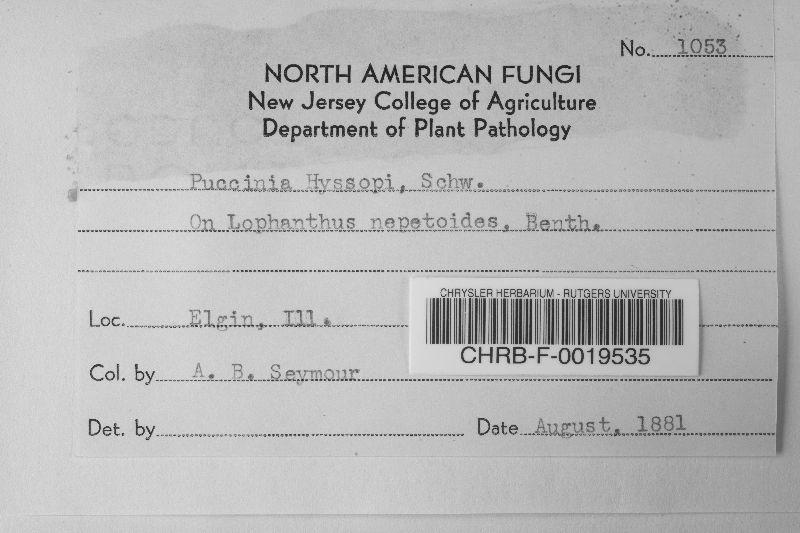 No. 1053
NORTH AMERICAN FUNGI
New Jersey College of Agriculture
Department of Plant Pathology
Puccinia Hyssopi, Schw.
On Lophanthus nepetoides, Benth.
CHRYSLER HERBARIUM - RUTGERS UNIVERSITY
CHRB-F-0019535
Loc. Elgin, Ill.
Col. by A. B. Seymour
Det. by
Date August, 1881